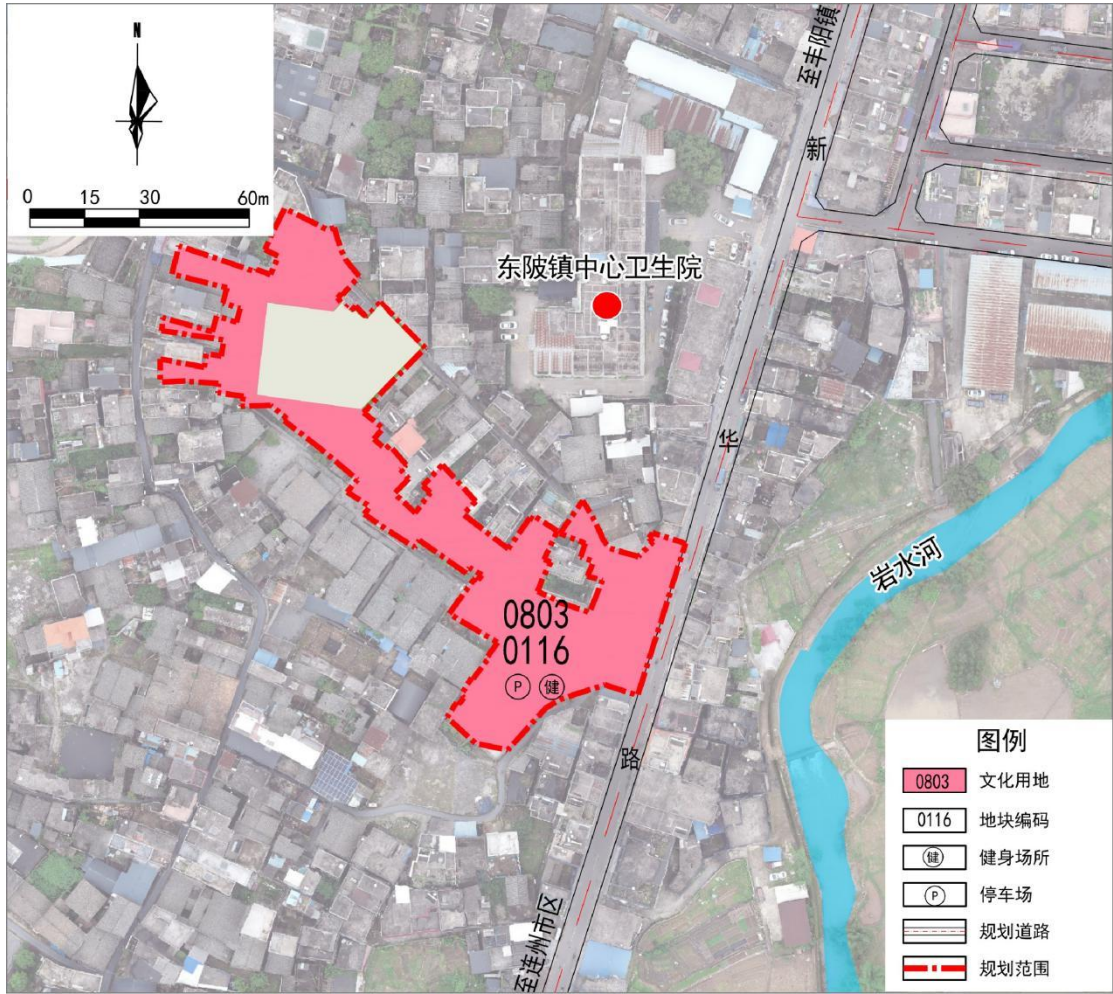 N
0 15 30 60m
至丰阳镇
新
华
路
至连州市区
东陂镇中心卫生院
岩水河
0803
0116
P 健
图例
0803 文化用地
0116 地块编码
健 健身场所
P 停车场
规划道路
规划范围